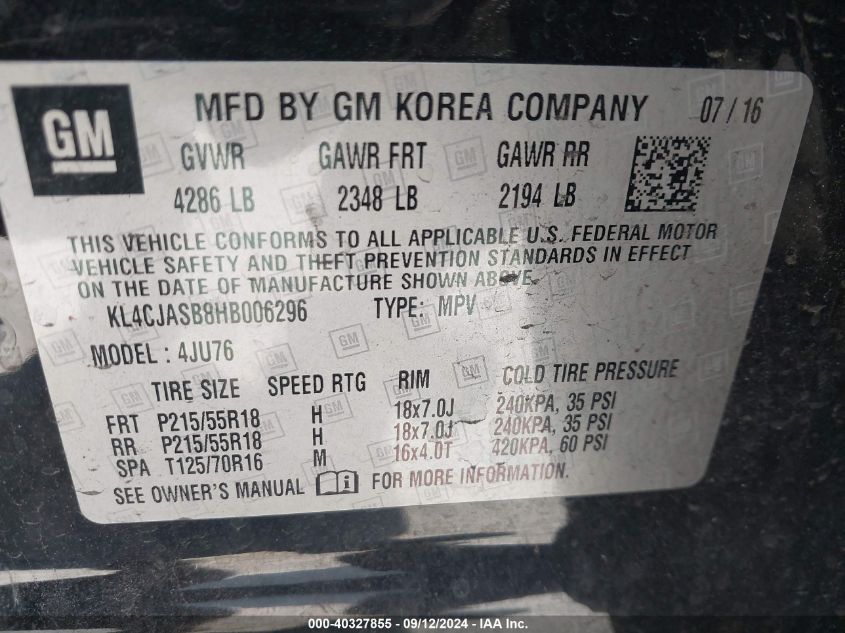 GM MFD BY GM KOREA COMPANY 07/16
GVWR GAWR FRT GAWR RR
4286 LB 2348 LB 2194 LB
THIS VEHICLE CONFORMS TO ALL APPLICABLE U.S. FEDERAL MOTOR
VEHICLE SAFETY AND THEFT PREVENTION STANDARDS IN EFFECT
ON THE DATE OF MANUFACTURE SHOWN ABOVE.
KL4CJASB8HB006296 TYPE: MPV
MODEL: 4JU76
TIRE SIZE SPEED RTG RIM COLD TIRE PRESSURE
FRT P215/55R18 H 18x7.0J 240KPA, 35 PSI
RR P215/55R18 H 18x7.0J 240KPA, 35 PSI
SPA T125/70R16 M 16x4.0T 420KPA, 60 PSI
SEE OWNER'S MANUAL FOR MORE INFORMATION.
000-40327855 - 09/12/2024 - © IAA Inc.